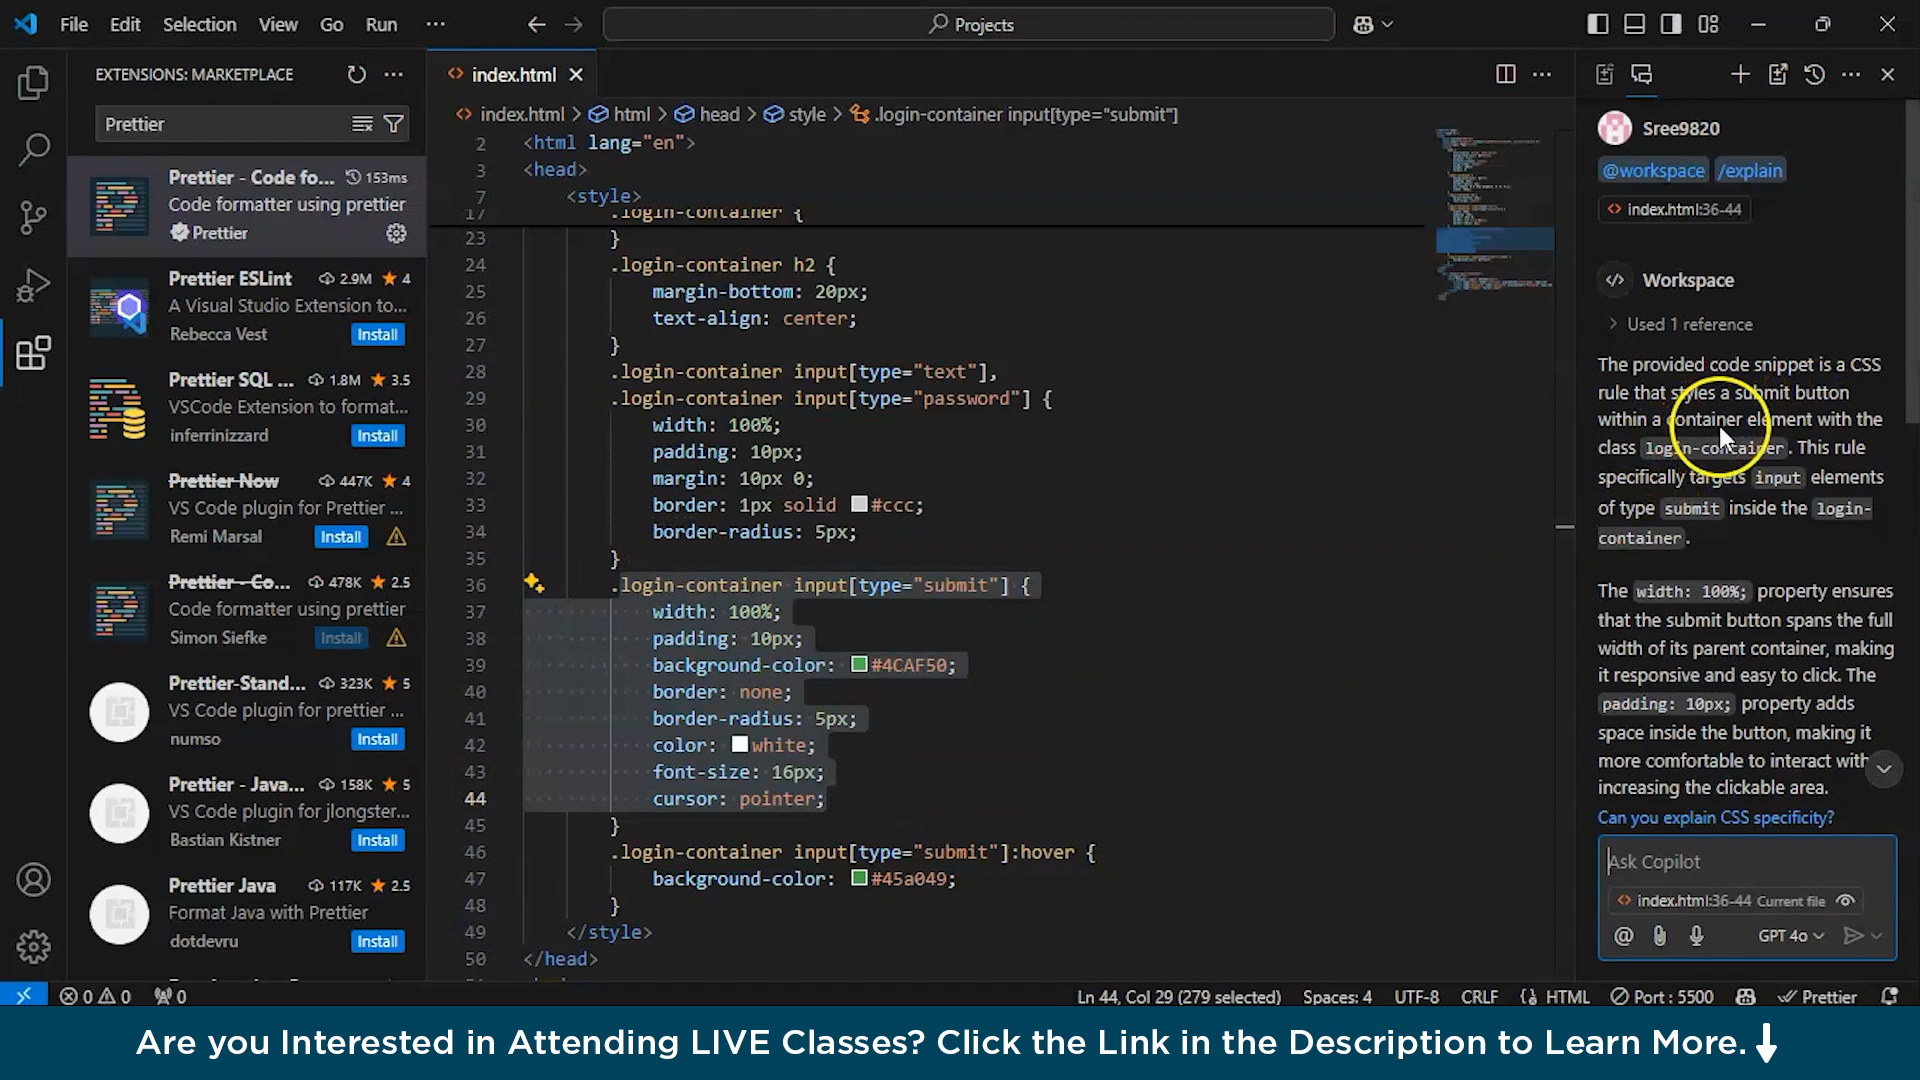 File Edit Selection View Go Run ···
Projects
EXTENSIONS: MARKETPLACE
Prettier
Prettier - Code fo... 153ms
Code formatter using prettier
Prettier
Prettier ESLint 2.9M ★ 4
A Visual Studio Extension to...
Rebecca Vest Install
Prettier SQL ... 1.8M ★ 3.5
VSCode Extension to format...
inferrinizzard Install
Prettier Now 447K ★ 4
VS Code plugin for Prettier ...
Remi Marsal Install
Prettier - Co... 478K ★ 2.5
Code formatter using prettier
Simon Siefke Install
Prettier-Stand... 323K ★ 5
VS Code plugin for prettier ...
numso Install
Prettier - Java... 158K ★ 5
VS Code plugin for jlongster...
Bastian Kistner Install
Prettier Java 117K ★ 2.5
Format Java with Prettier
dotdevru Install
index.html
index.html > html > head > style > .login-container input[type="submit"]
2 <html lang="en">
3 <head>
7 <style>
17 .login-container {
23 }
24 .login-container h2 {
25 margin-bottom: 20px;
26 text-align: center;
27 }
28 .login-container input[type="text"],
29 .login-container input[type="password"] {
30 width: 100%;
31 padding: 10px;
32 margin: 10px 0;
33 border: 1px solid #ccc;
34 border-radius: 5px;
35 }
36 .login-container input[type="submit"] {
37 width: 100%;
38 padding: 10px;
39 background-color: #4CAF50;
40 border: none;
41 border-radius: 5px;
42 color: white;
43 font-size: 16px;
44 cursor: pointer;
45 }
46 .login-container input[type="submit"]:hover {
47 background-color: #45a049;
48 }
49 </style>
50 </head>
Sree9820
@workspace /explain
index.html:36-44
Workspace
> Used 1 reference
The provided code snippet is a CSS
rule that styles a submit button
within a container element with the
class login-container. This rule
specifically targets input elements
of type submit inside the login-
container.
The width: 100%; property ensures
that the submit button spans the full
width of its parent container, making
it responsive and easy to click. The
padding: 10px; property adds
space inside the button, making it
more comfortable to interact with
increasing the clickable area.
Can you explain CSS specificity?
Ask Copilot
index.html:36-44 Current file
@ GPT 4o
0 0 0
Ln 44, Col 29 (279 selected) Spaces: 4 UTF-8 CRLF {} HTML Port : 5500 Prettier
Are you Interested in Attending LIVE Classes? Click the Link in the Description to Learn More.